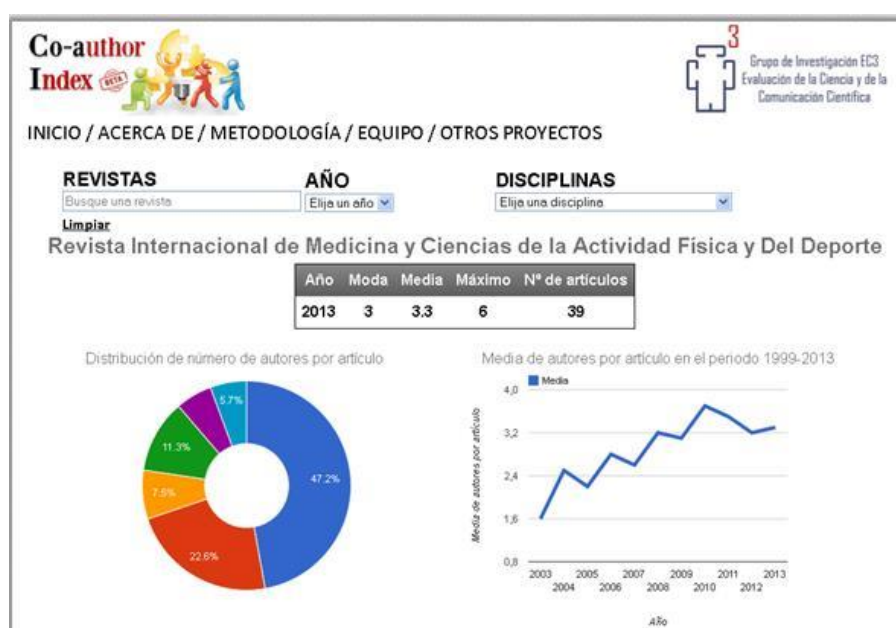 Co-author
Index BETA
3
Grupo de Investigación EC3
Evaluación de la Ciencia y de la
Comunicación Científica
INICIO / ACERCA DE / METODOLOGÍA / EQUIPO / OTROS PROYECTOS
REVISTAS AÑO DISCIPLINAS
Busque una revista Elija un año Elija una disciplina
Limpiar
Revista Internacional de Medicina y Ciencias de la Actividad Física y Del Deporte
Año Moda Media Máximo Nº de artículos
2013 3 3.3 6 39
Distribución de número de autores por artículo
5.7%
11.3%
7.5%
22.6%
47.2%
Media de autores por artículo en el periodo 1999-2013
Media
4,0
3,2
2,4
1,6
0,8
Media de autores por artículo
2003 2005 2007 2009 2011 2013
2004 2006 2008 2010 2012
Año